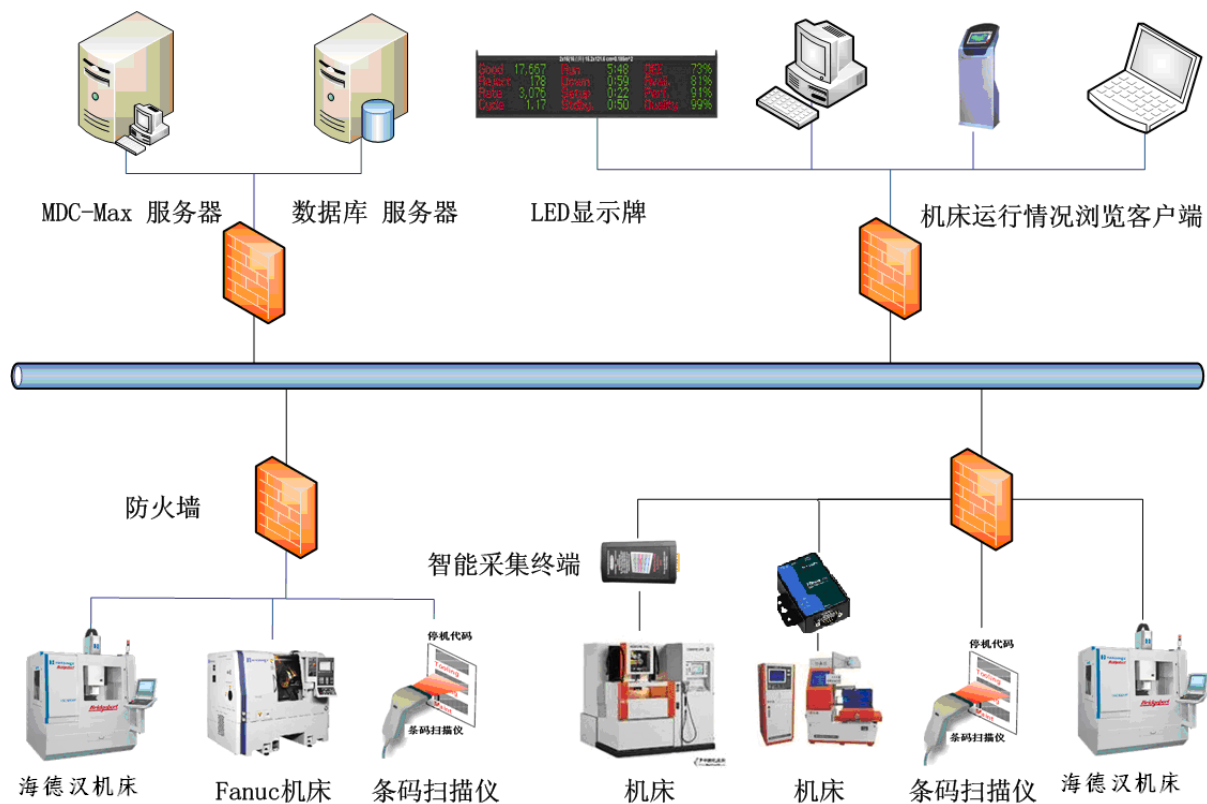 Good 17,667 Run 5:48 OEE 73%
Reject 178 Down 0:59 Avail. 81%
Rate 3,076 Setup 0:22 Perf. 91%
Cycle 1.17 Stdby. 0:50 Quality 99%
MDC-Max 服务器
数据库 服务器
LED显示牌
机床运行情况浏览客户端
防火墙
智能采集终端
停机代码
Tooling
Maint
条码扫描仪
停机代码
Tooling
Maint
条码扫描仪
海德汉机床
Fanuc机床
条码扫描仪
机床
机床
条码扫描仪
海德汉机床